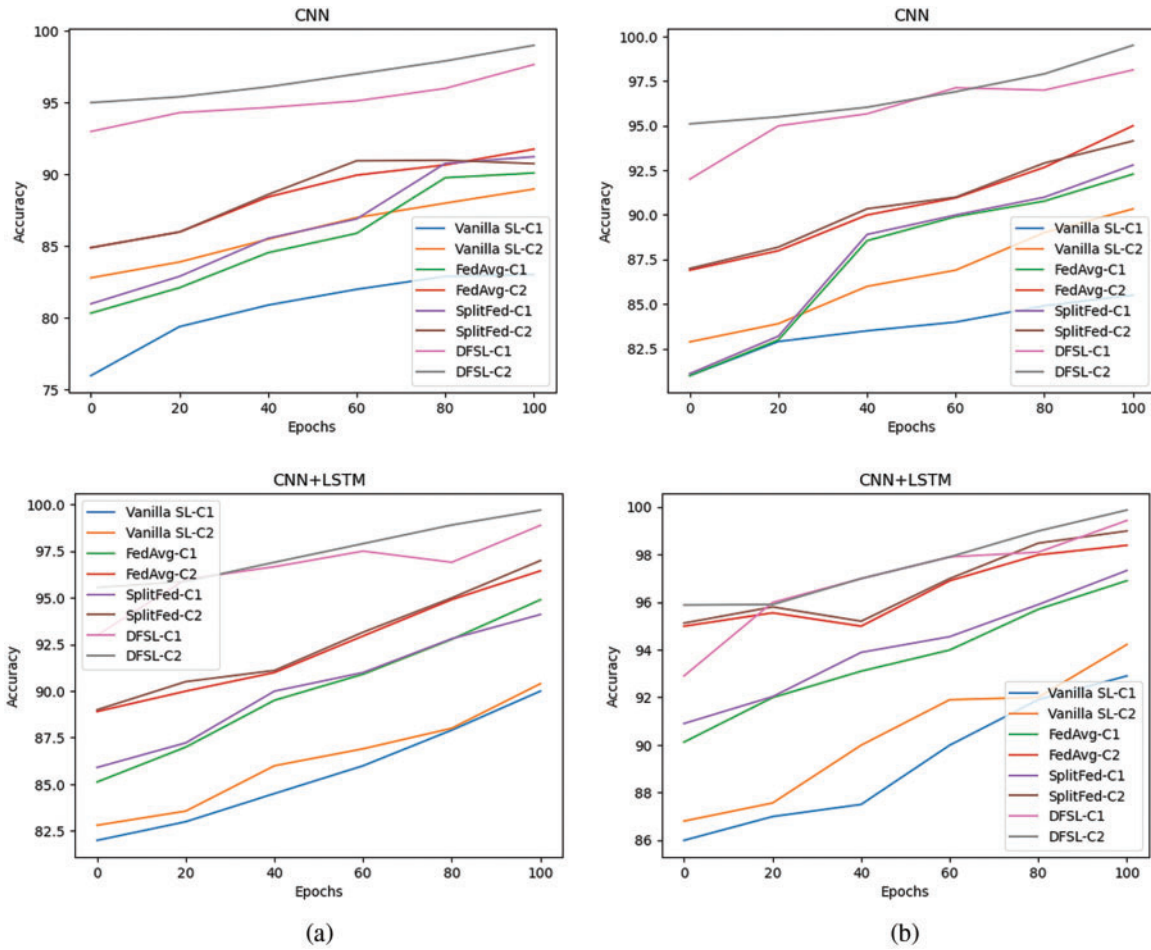 CNN
100
95
90
85
80
75
Accuracy
0 20 40 60 80 100
Epochs
Vanilla SL-C1
Vanilla SL-C2
FedAvg-C1
FedAvg-C2
SplitFed-C1
SplitFed-C2
DFSL-C1
DFSL-C2
CNN
100.0
97.5
95.0
92.5
90.0
87.5
85.0
82.5
Accuracy
0 20 40 60 80 100
Epochs
Vanilla SL-C1
Vanilla SL-C2
FedAvg-C1
FedAvg-C2
SplitFed-C1
SplitFed-C2
DFSL-C1
DFSL-C2
CNN+LSTM
100.0
97.5
95.0
92.5
90.0
87.5
85.0
82.5
Accuracy
0 20 40 60 80 100
Epochs
Vanilla SL-C1
Vanilla SL-C2
FedAvg-C1
FedAvg-C2
SplitFed-C1
SplitFed-C2
DFSL-C1
DFSL-C2
CNN+LSTM
100
98
96
94
92
90
88
86
Accuracy
0 20 40 60 80 100
Epochs
Vanilla SL-C1
Vanilla SL-C2
FedAvg-C1
FedAvg-C2
SplitFed-C1
SplitFed-C2
DFSL-C1
DFSL-C2
(a)
(b)